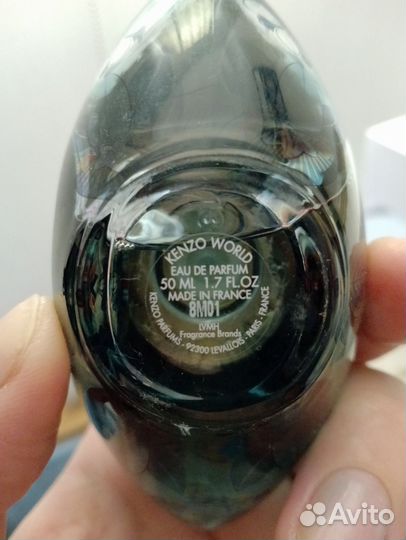 KENZO WORLD
EAU DE PARFUM
50 ML 1.7 FL.OZ
MADE IN FRANCE
8M01
LVMH
Fragrance Brands
KENZO PARFUMS - 92300 LEVALLOIS - PARIS - FRANCE
Avito